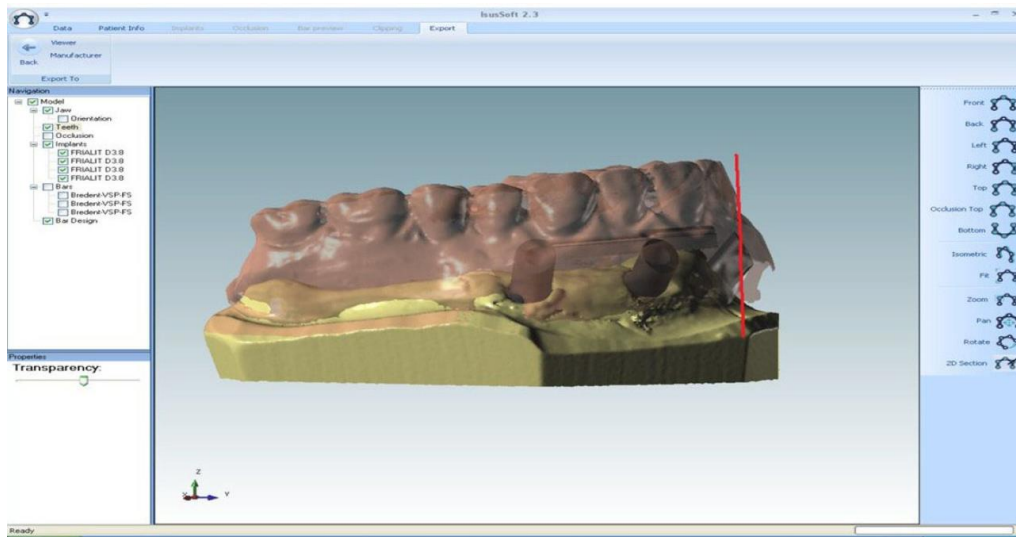 IsusSoft 2.3
Data Patient Info Implants Occlusion Bar preview Clipping Export
Viewer
Manufacturer
Back
Export To
Navigation
Model
Jaw
Orientation
Teeth
Occlusion
Implants
FRIALIT D3.8
FRIALIT D3.8
FRIALIT D3.8
FRIALIT D3.8
Bars
Bredent-VSP-FS
Bredent-VSP-FS
Bredent-VSP-FS
Bar Design
Properties
Transparency:
Front
Back
Left
Right
Top
Occlusion Top
Bottom
Isometric
Fit
Zoom
Pan
Rotate
2D Section
Z
X Y
Ready